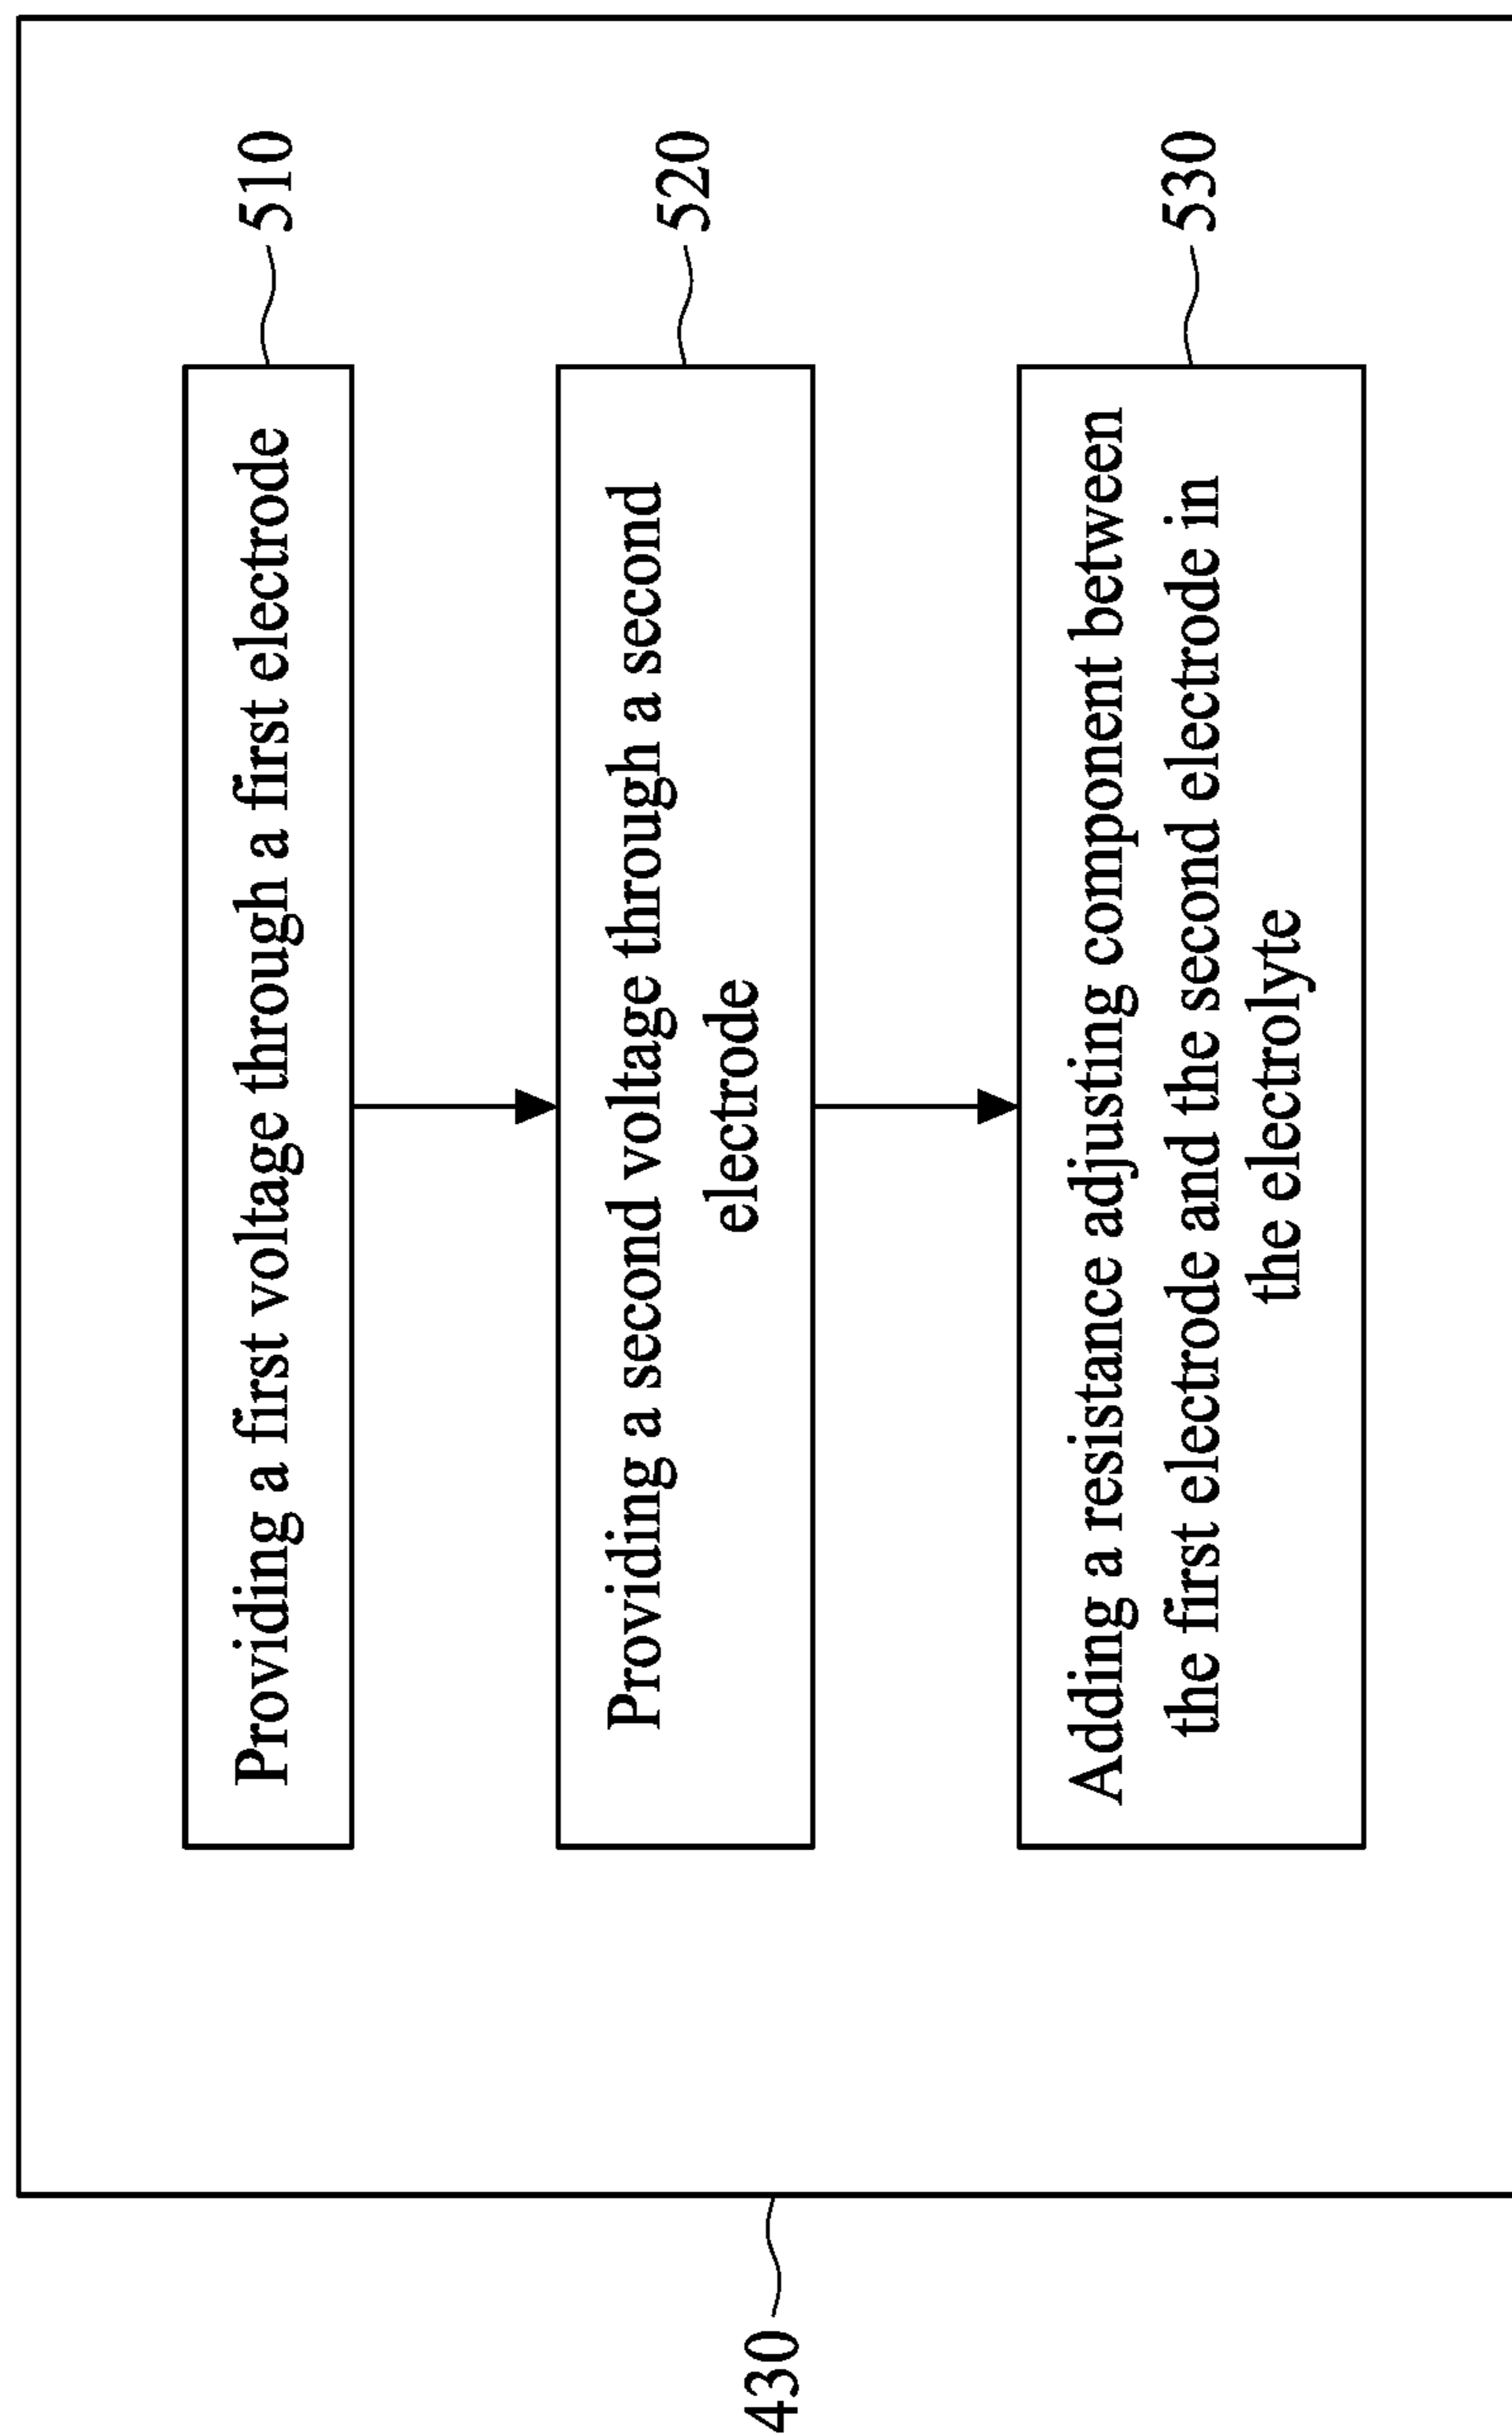 Providing a first voltage through a first electrode
510
Providing a second voltage through a second
electrode
520
Adding a resistance adjusting component between
the first electrode and the second electrode in
the electrolyte
530
430